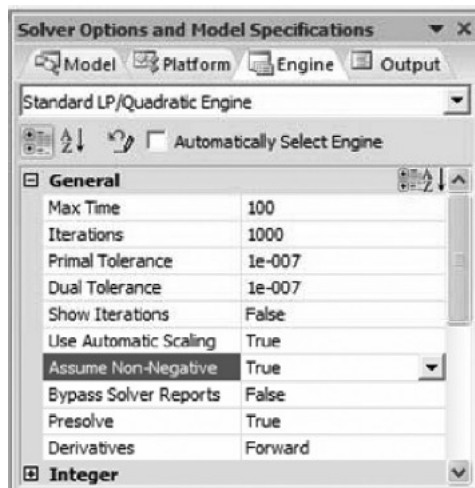 Solver Options and Model Specifications
Model Platform Engine Output
Standard LP/Quadratic Engine
Automatically Select Engine
General
Max Time 100
Iterations 1000
Primal Tolerance 1e-007
Dual Tolerance 1e-007
Show Iterations False
Use Automatic Scaling True
Assume Non-Negative True
Bypass Solver Reports False
Presolve True
Derivatives Forward
Integer